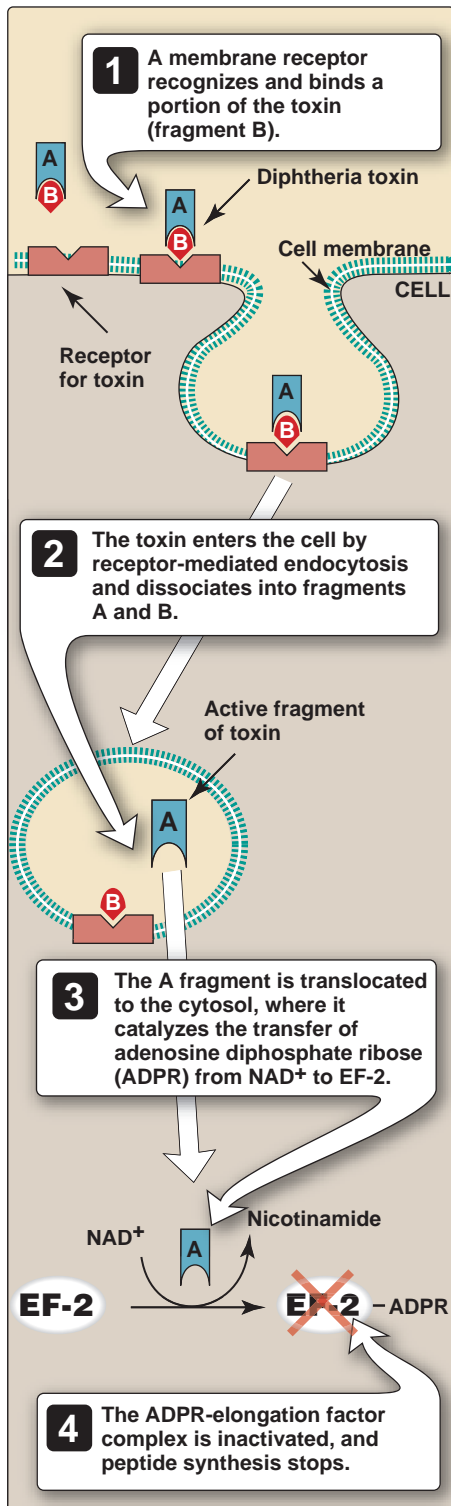 1
A membrane receptor
recognizes and binds a
portion of the toxin
(fragment B).
A
B
A
B
Diphtheria toxin
Cell membrane
CELL
Receptor
for toxin
A
B
2
The toxin enters the cell by
receptor-mediated endocytosis
and dissociates into fragments
A and B.
Active fragment
of toxin
A
B
3
The A fragment is translocated
to the cytosol, where it
catalyzes the transfer of
adenosine diphosphate ribose
(ADPR) from NAD+ to EF-2.
NAD+
A
Nicotinamide
EF-2
EF-2
ADPR
4
The ADPR-elongation factor
complex is inactivated, and
peptide synthesis stops.